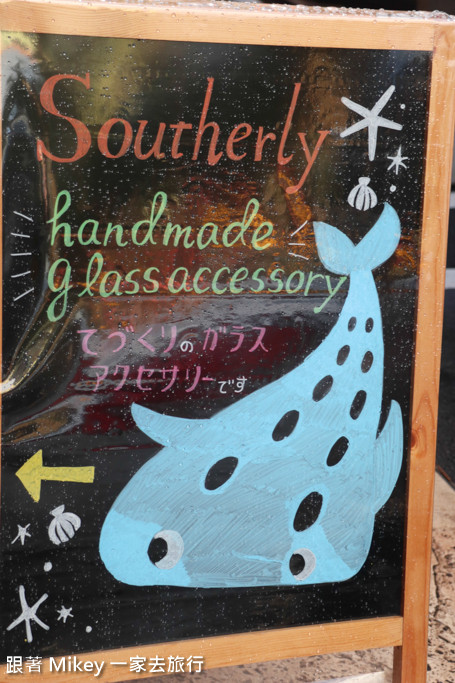 Southerly
handmade
glass accessory
てづくりのガラス
アクセサリーです
跟著 Mikey 一家去旅行